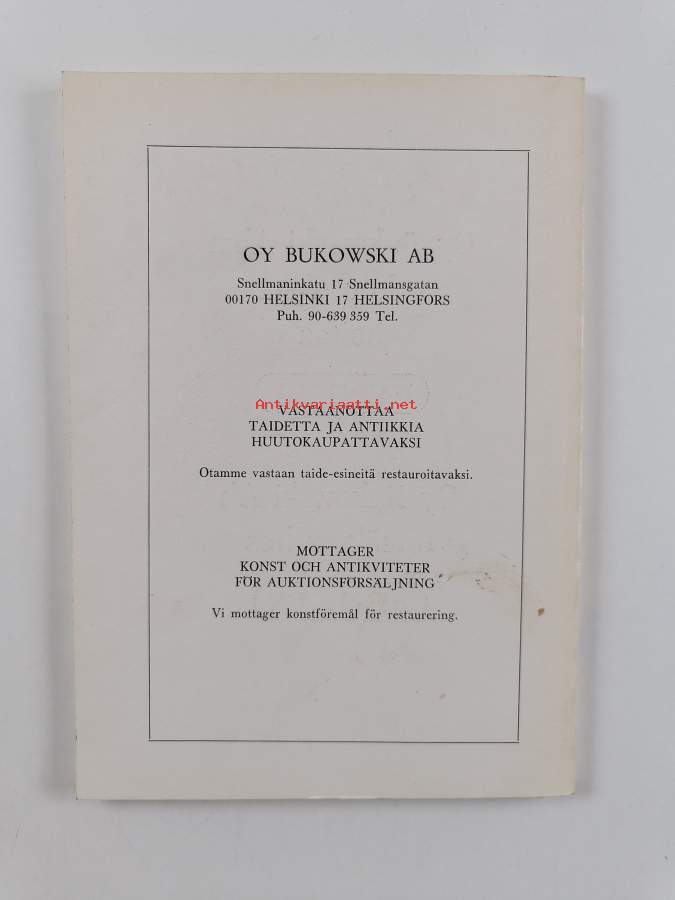 OY BUKOWSKI AB
Snellmaninkatu 17 Snellmansgatan
00170 HELSINKI 17 HELSINGFORS
Puh. 90-639 359 Tel.
Antikvariaatti.net
VASTAANOTTAA
TAIDETTA JA ANTIIKKIA
HUUTOKAUPATTAVAKSI
Otamme vastaan taide-esineitä restauroitavaksi.
MOTTAGER
KONST OCH ANTIKVITETER
FÖR AUKTIONSFÖRSÄLJNING
Vi mottager konstföremål för restaurering.